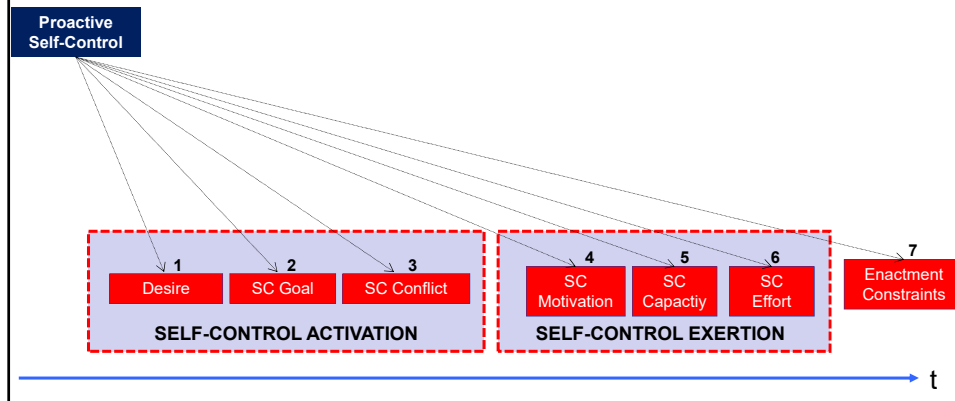 Proactive
Self-Control
1
2
3
4
5
6
7
Desire
SC Goal
SC Conflict
SC
Motivation
SC
Capactiy
SC
Effort
Enactment
Constraints
SELF-CONTROL ACTIVATION
SELF-CONTROL EXERTION
t